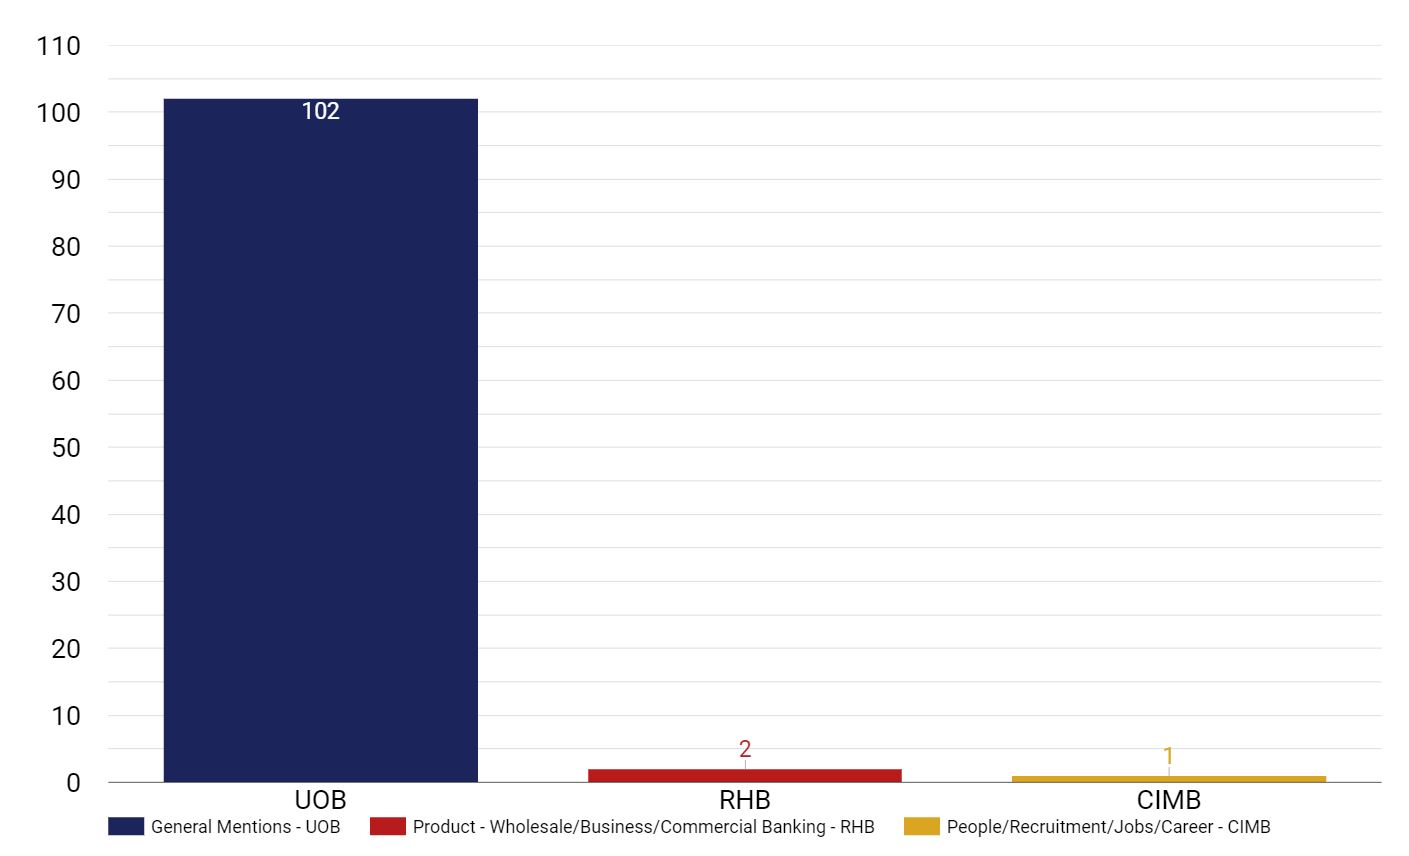 110
100
90
80
70
60
50
40
30
20
10
0
102
2
1
UOB
RHB
CIMB
General Mentions - UOB
Product - Wholesale/Business/Commercial Banking - RHB
People/Recruitment/Jobs/Career - CIMB